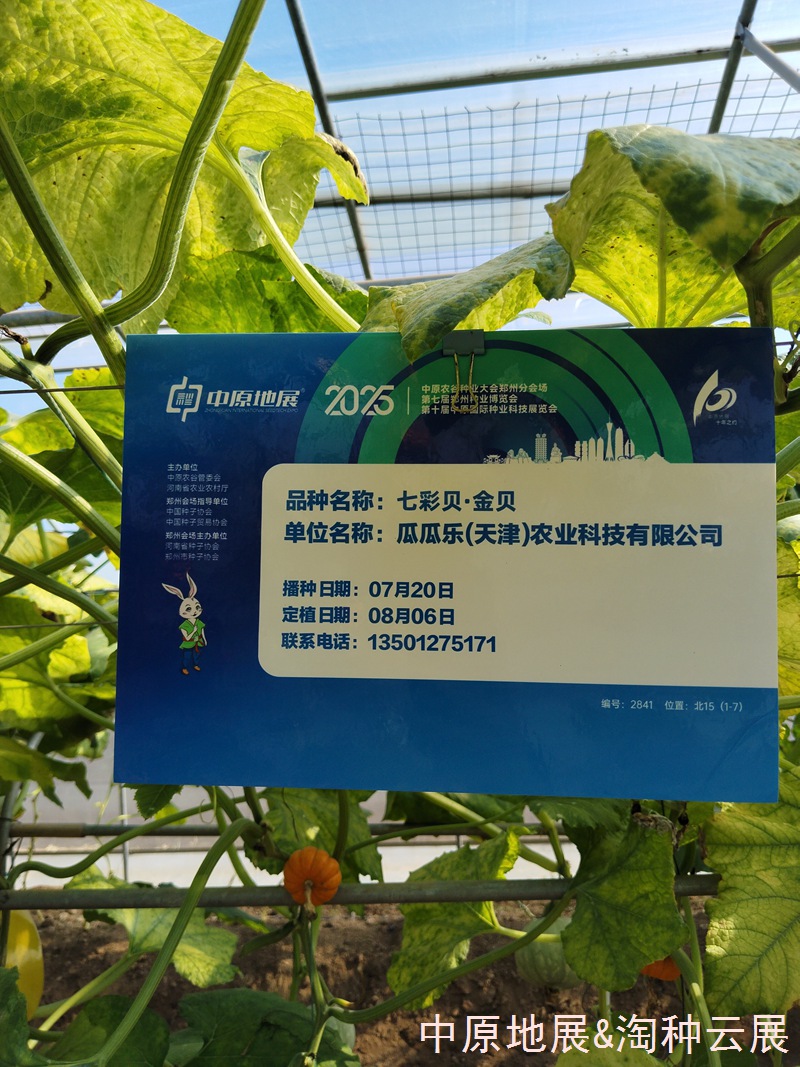 中原地展
ZHONGYUAN INTERNATIONAL SEEDTECH EXPO
2025
中原农谷种业大会郑州分会场
第七届郑州种业博览会
第十届中原国际种业科技展览会
十年之约
主办单位
中原农谷管委会
河南省农业农村厅
郑州会场指导单位
中国种子协会
中国种子贸易协会
郑州会场主办单位
河南省种子协会
郑州市种子协会
品种名称：七彩贝·金贝
单位名称：瓜瓜乐(天津)农业科技有限公司
播种日期：07月20日
定植日期：08月06日
联系电话：13501275171
编号：2841 位置：北15（1-7）
中原地展&淘种云展